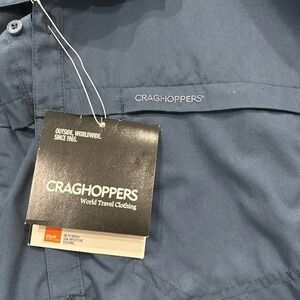 CRAGHOPPERS®
OUTSIDE. WORLDWIDE.
SINCE 1965.
CRAGHOPPERS
World Travel Clothing